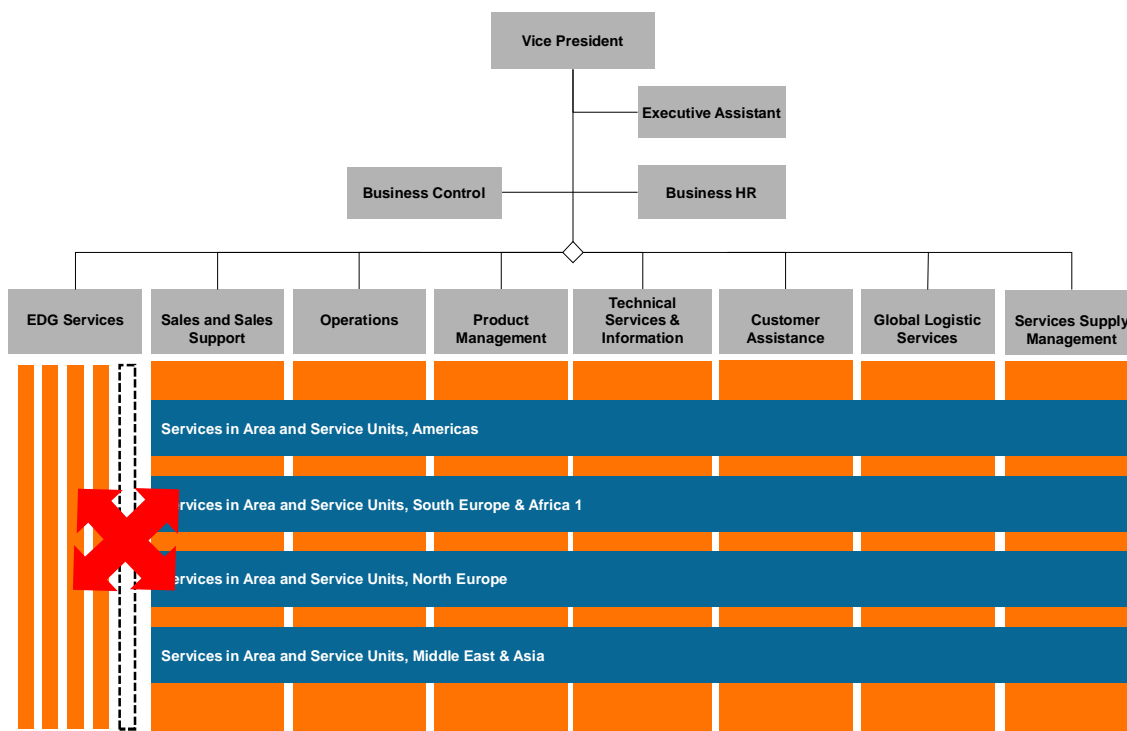 Vice President
Executive Assistant
Business Control
Business HR
EDG Services
Sales and Sales
Support
Operations
Product
Management
Technical
Services &
Information
Customer
Assistance
Global Logistic
Services
Services Supply
Management
Services in Area and Service Units, Americas
Services in Area and Service Units, South Europe & Africa 1
Services in Area and Service Units, North Europe
Services in Area and Service Units, Middle East & Asia